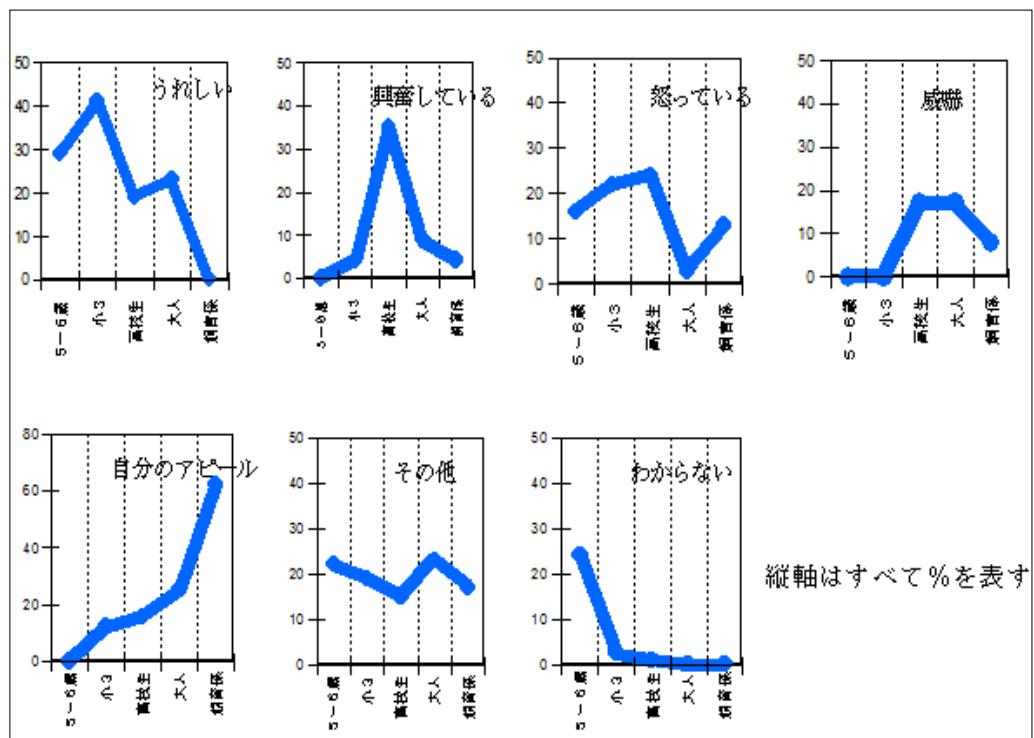 うれしい
50
40
30
20
10
0
5－6歳
小3
高校生
大人
飼育係
興奮している
50
40
30
20
10
0
5－6歳
小3
高校生
大人
飼育係
怒っている
50
40
30
20
10
0
5－6歳
小3
高校生
大人
飼育係
威嚇
50
40
30
20
10
0
5－6歳
小3
高校生
大人
飼育係
自分のアピール
80
60
40
20
0
5－6歳
小3
高校生
大人
飼育係
その他
50
40
30
20
10
0
5－6歳
小3
高校生
大人
飼育係
わからない
50
40
30
20
10
0
5－6歳
小3
高校生
大人
飼育係
縦軸はすべて％を表す